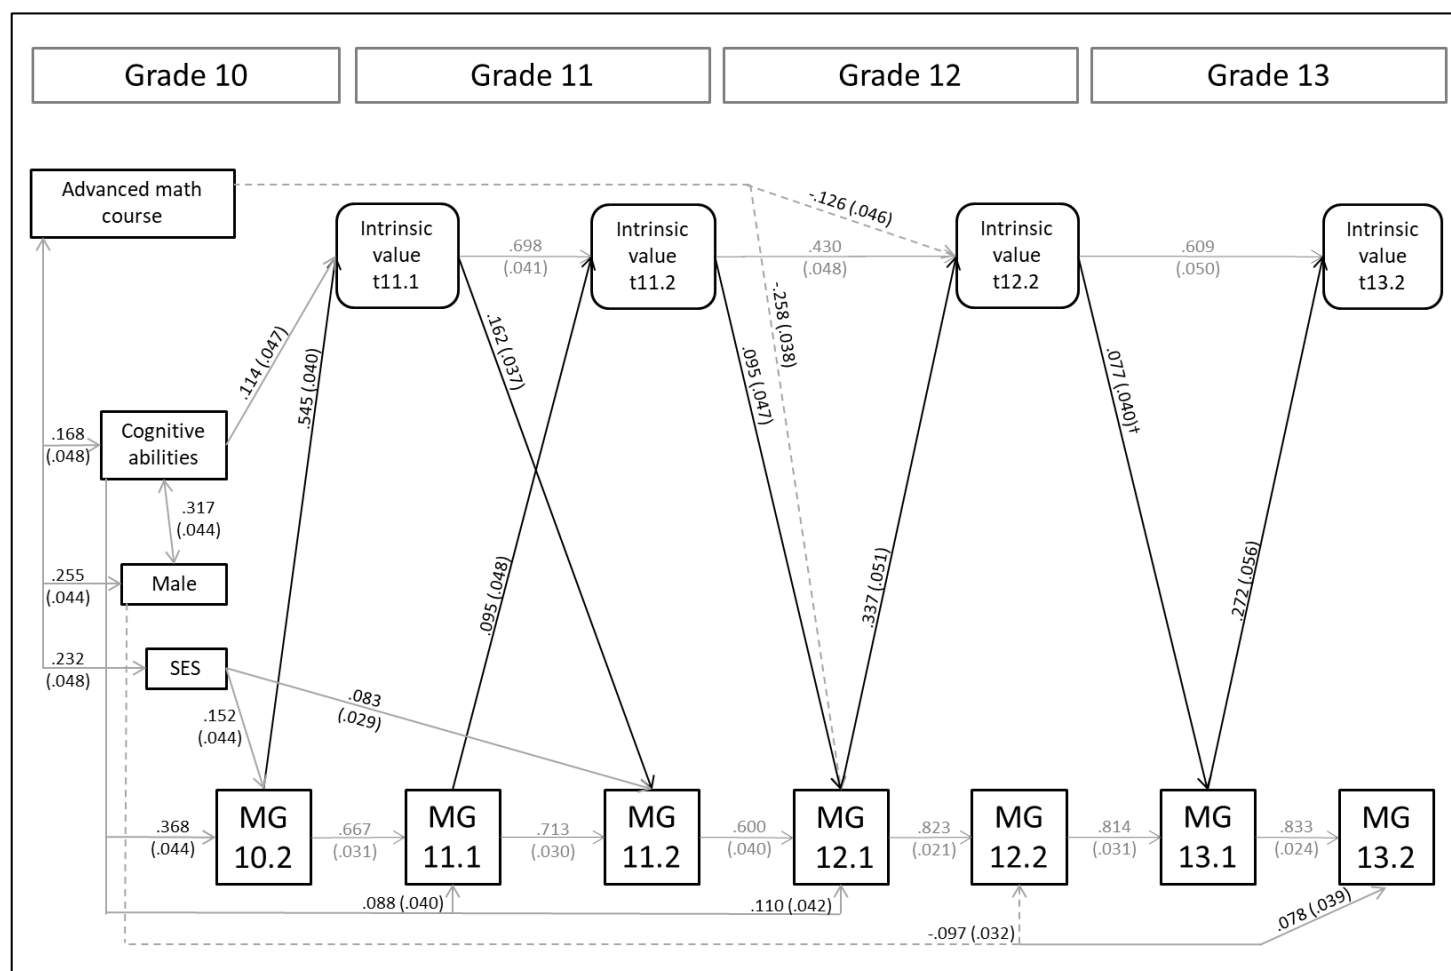 Grade 10
Grade 11
Grade 12
Grade 13
Advanced math
course
Intrinsic
value
t11.1
Intrinsic
value
t11.2
Intrinsic
value
t12.2
Intrinsic
value
t13.2
.698
(.041)
.430
(.048)
-.126 (.046)
.609
(.050)
.114 (.047)
.545 (.040)
.162 (.037)
.095 (.048)
.095 (.047)
-.258 (.038)
.337 (.051)
.077 (.040)†
.272 (.056)
.168
(.048)
Cognitive
abilities
.317
(.044)
.255
(.044)
Male
.232
(.048)
SES
.152
(.044)
.083
(.029)
.368
(.044)
MG
10.2
.667
(.031)
MG
11.1
.713
(.030)
MG
11.2
.600
(.040)
MG
12.1
.823
(.021)
MG
12.2
.814
(.031)
MG
13.1
.833
(.024)
MG
13.2
.088 (.040)
.110 (.042)
-.097 (.032)
.078 (.039)